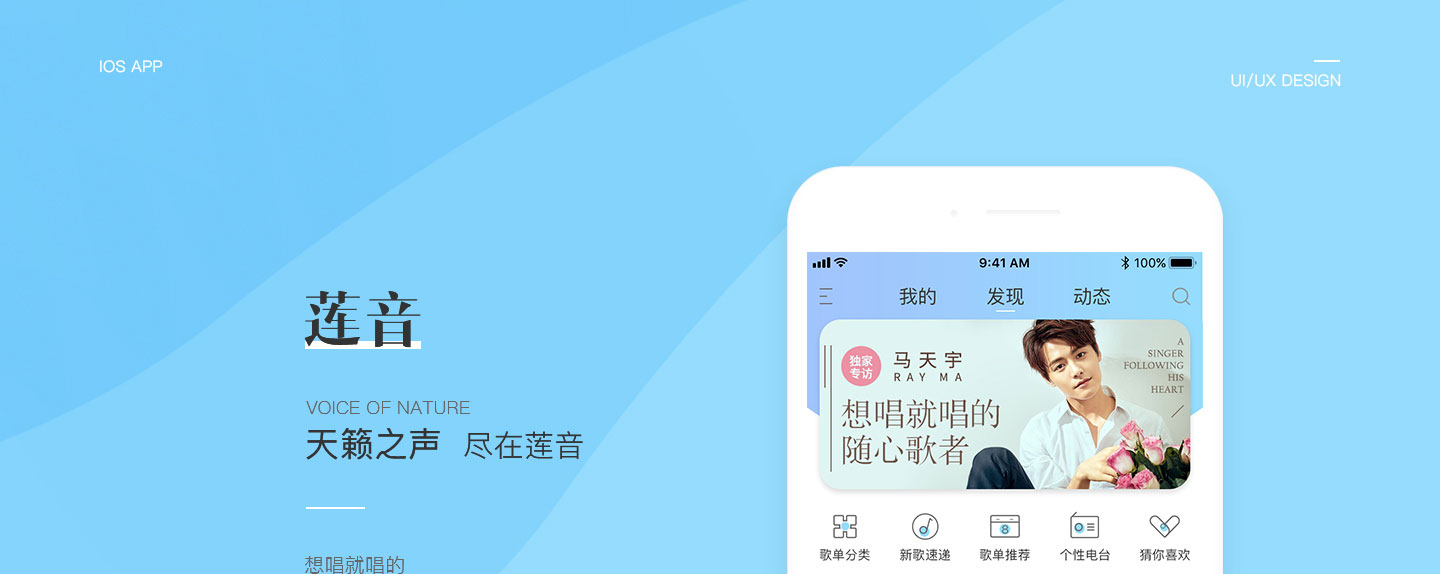 IOS APP
UI/UX DESIGN
莲音
VOICE OF NATURE
天籁之声 尽在莲音
想唱就唱的
9:41 AM
100%
我的 发现 动态
独家
专访
马天宇
RAY MA
想唱就唱的
随心歌者
A
SINGER
FOLLOWING
HIS
HEART
歌单分类 新歌速递 歌单推荐 个性电台 猜你喜欢